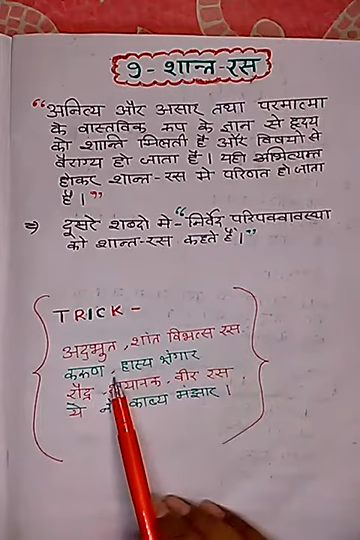 9 - शान्त - रस
“अनित्य और असार तथा परमात्मा
के वास्तविक रूप के ज्ञान से हृदय
को शान्ति मिलती है और विषयो से
वैराग्य हो जाता है। यही अभिव्यक्त
होकर शान्त - रस मे परिणत हो जाता
है।”
⇒ दूसरे शब्दो मे - “निर्वेद परिपक्वावस्था
को शान्त - रस कहते है।”
TRICK -
अद्भुत, शांत विभत्स रस
करुण, हास्य श्रंगार
रौद्र, भयानक, वीर रस
ये काव्य मंझार।